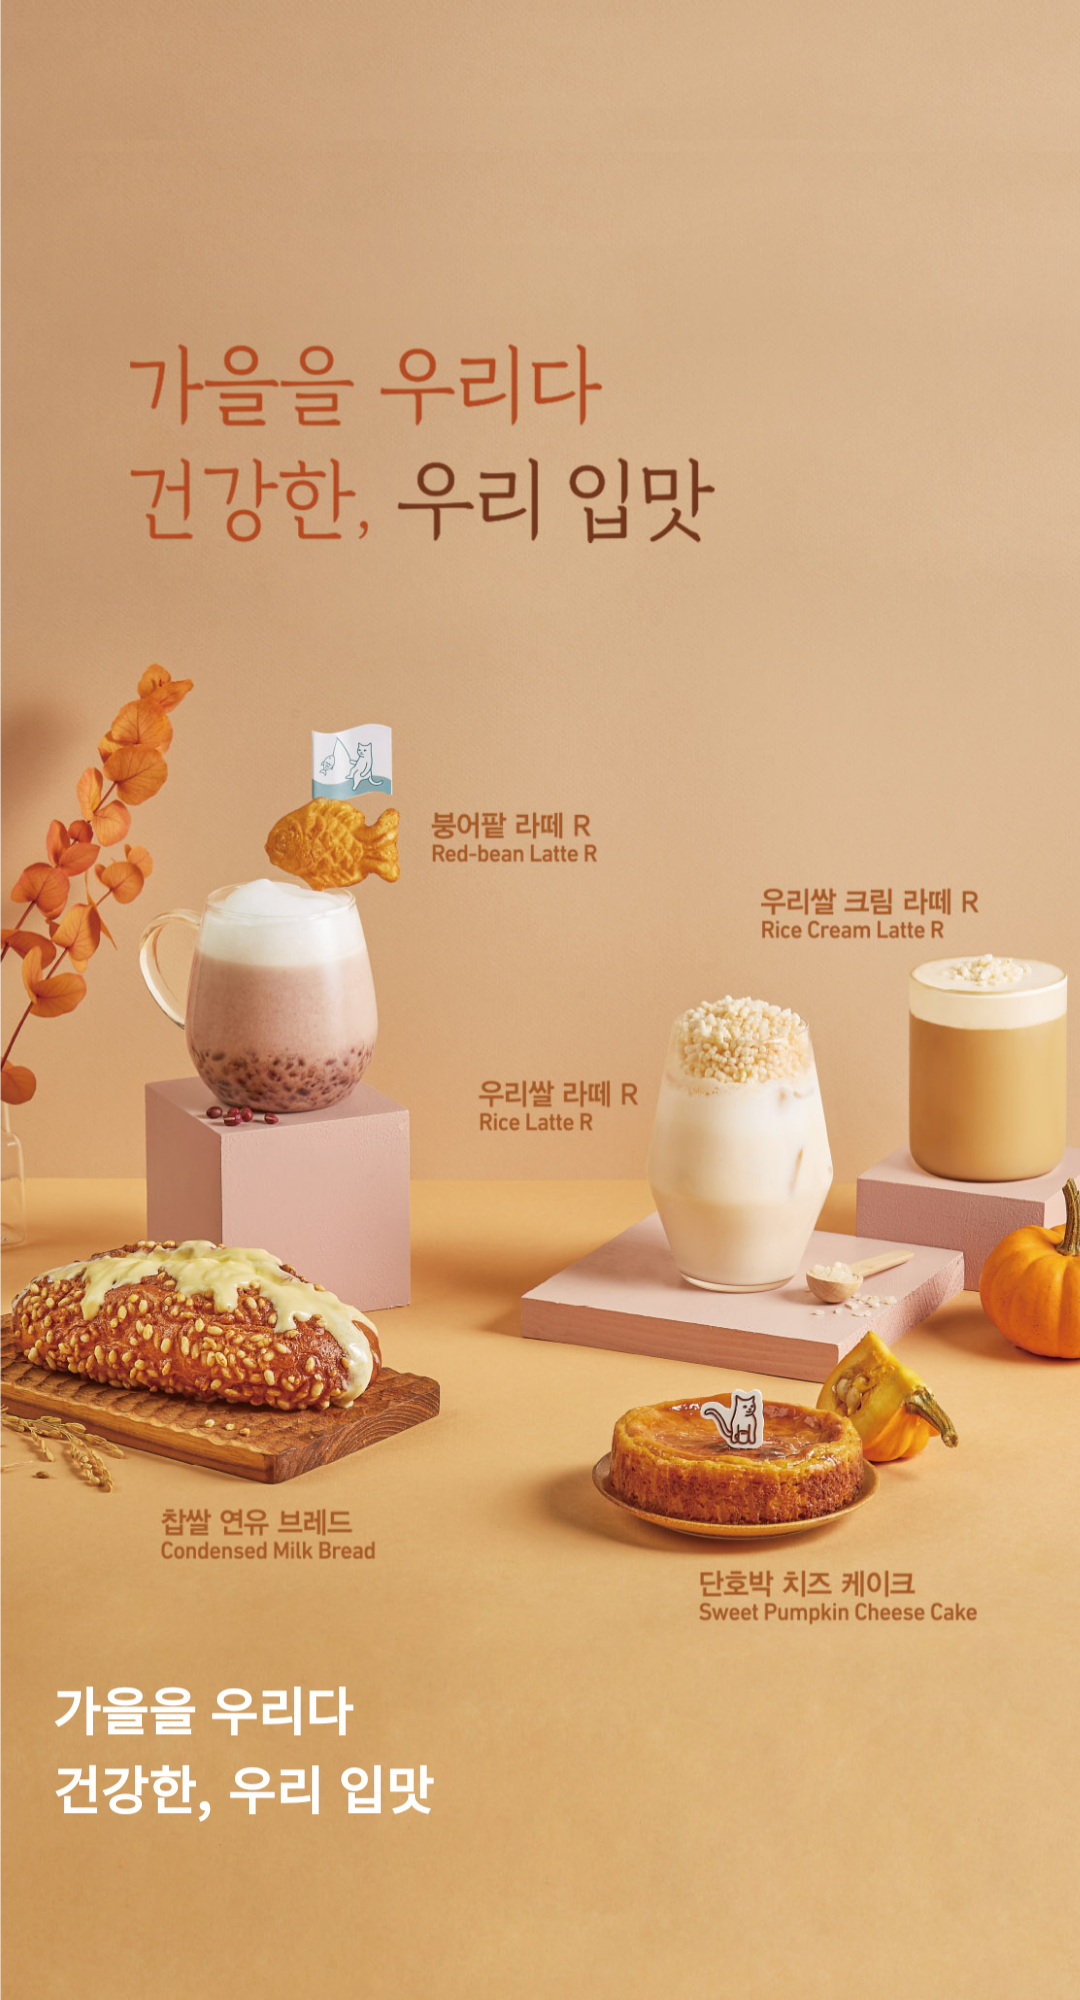 가을을 우리다
건강한, 우리 입맛
붕어팥 라떼 R
Red-bean Latte R
우리쌀 크림 라떼 R
Rice Cream Latte R
우리쌀 라떼 R
Rice Latte R
찹쌀 연유 브레드
Condensed Milk Bread
단호박 치즈 케이크
Sweet Pumpkin Cheese Cake
가을을 우리다
건강한, 우리 입맛